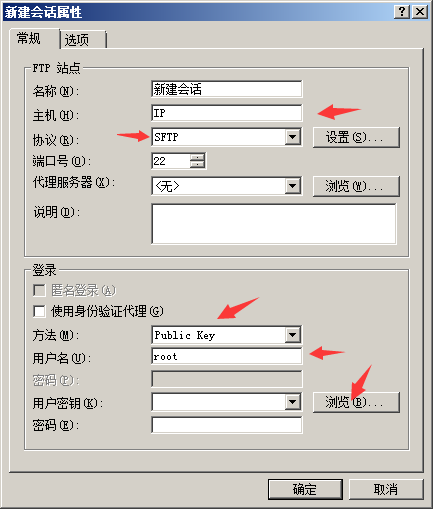 新建会话属性
常规 选项
FTP 站点
名称(N): 新建会话
主机(H): IP
协议(R): SFTP 设置(S)...
端口号(O): 22
代理服务器(X): <无> 浏览(W)...
说明(D):
登录
匿名登录(A)
使用身份验证代理(G)
方法(M): Public Key
用户名(U): root
密码(P):
用户密钥(K): 浏览(B)...
密码(E):
确定 取消